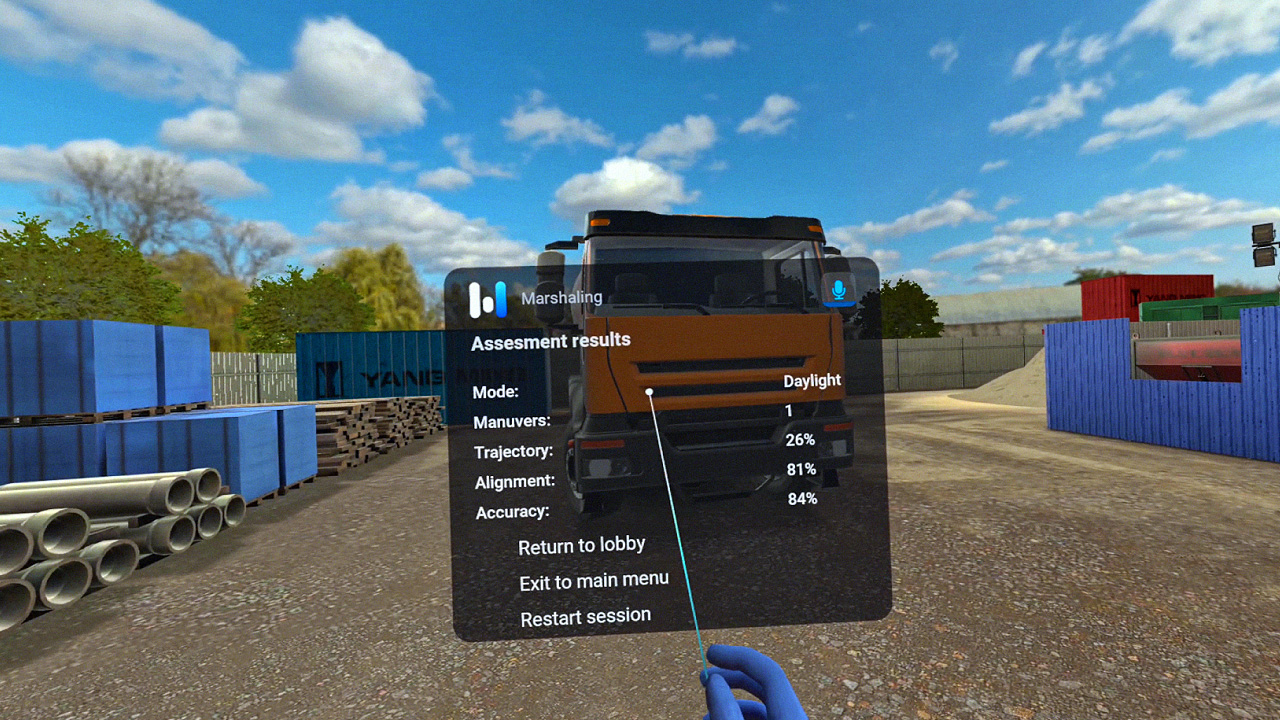 Marshaling
Assesment results
Mode: Daylight
Manuvers: 1
Trajectory: 26%
Alignment: 81%
Accuracy: 84%
Return to lobby
Exit to main menu
Restart session
YANG